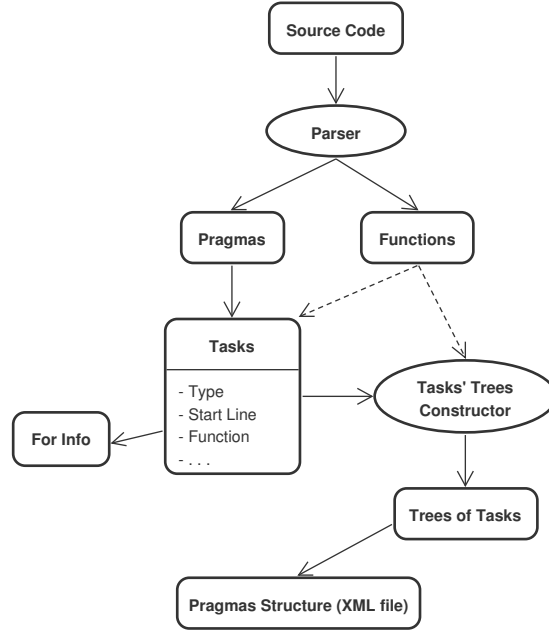 Source Code
Parser
Pragmas
Functions
Tasks
- Type
- Start Line
- Function
- . . .
Tasks' Trees
Constructor
For Info
Trees of Tasks
Pragmas Structure (XML file)